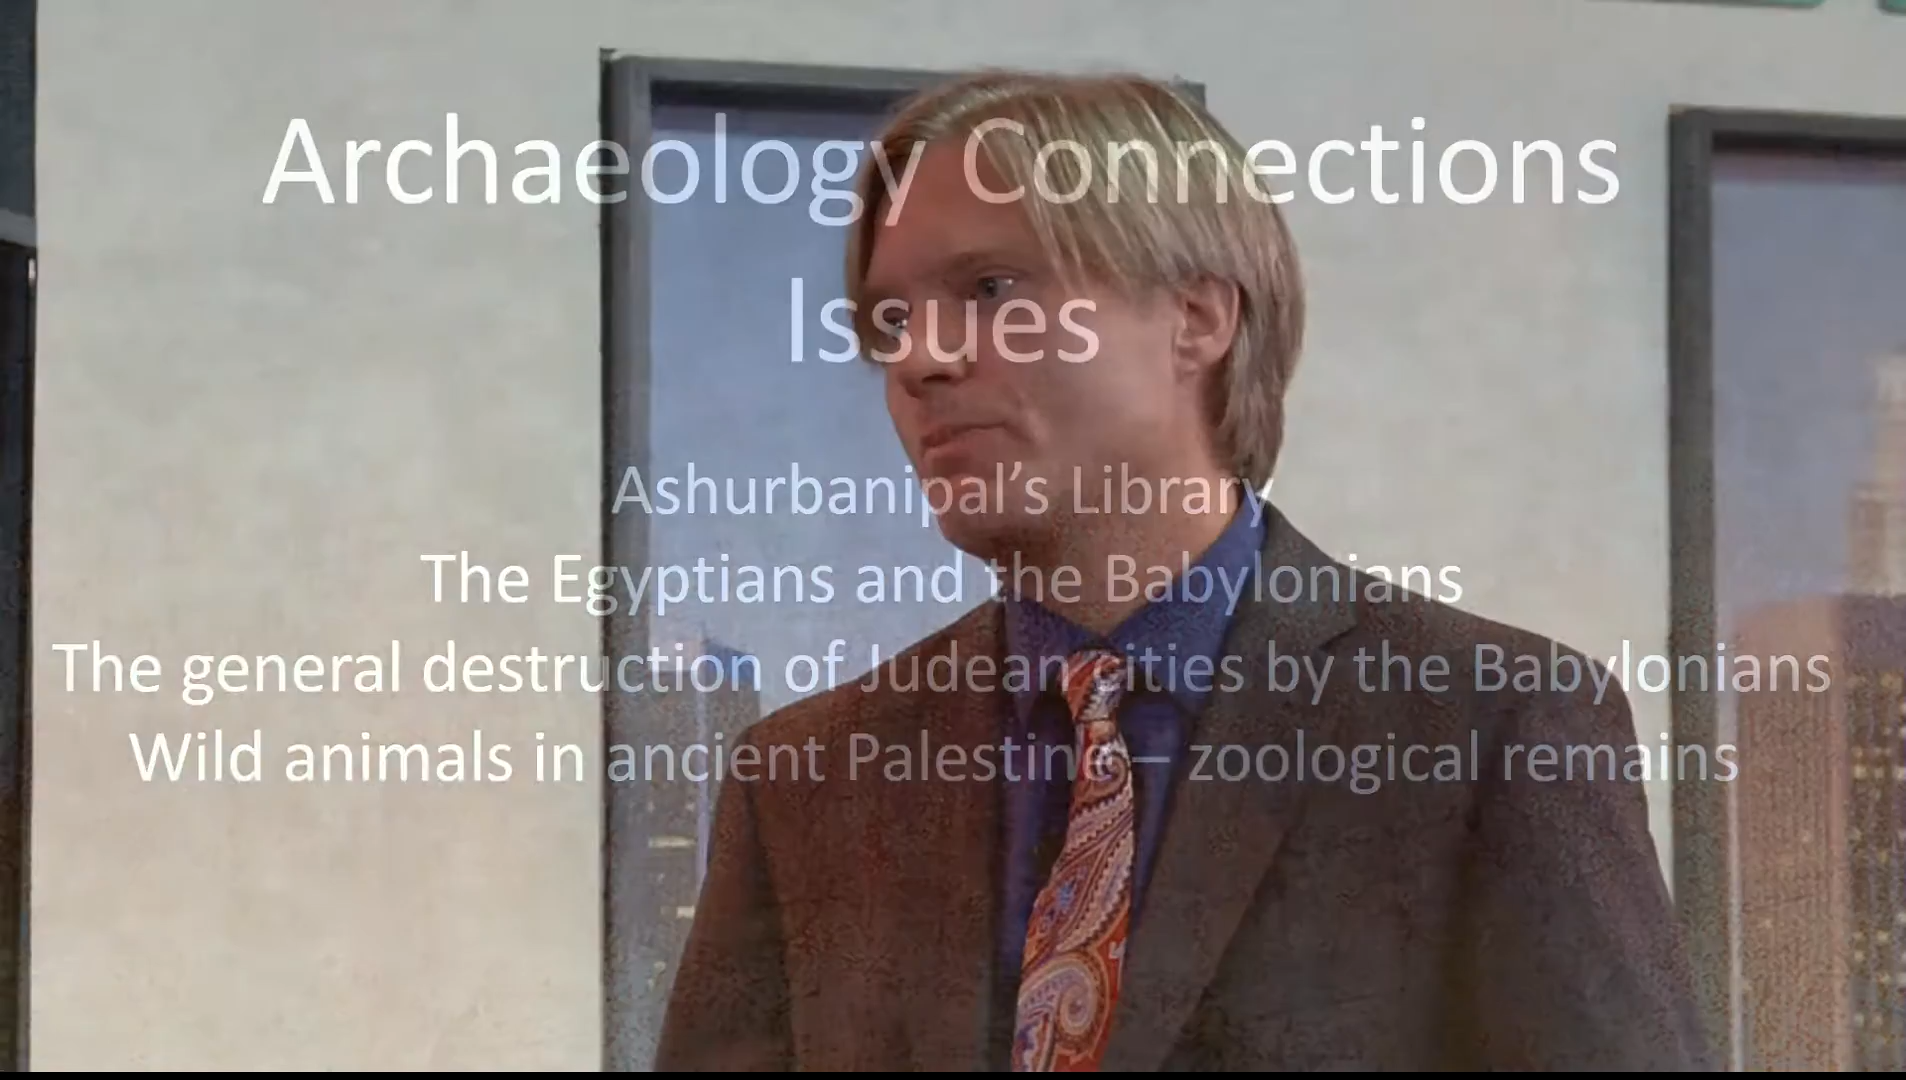 Archaeology Connections
Issues
Ashurbanipal’s Library
The Egyptians and the Babylonians
The general destruction of Judean cities by the Babylonians
Wild animals in ancient Palestine – zoological remains